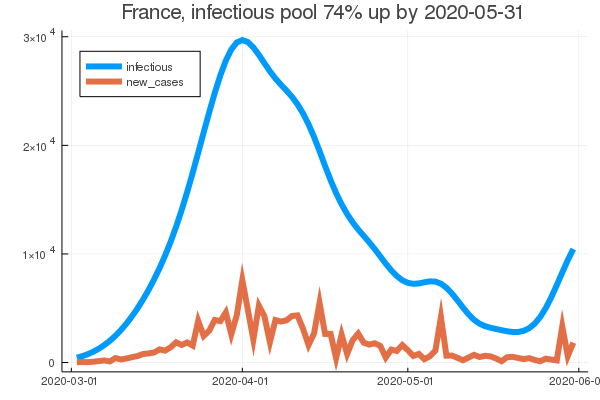 France, infectious pool 74% up by 2020-05-31
3×10⁴
infectious
new_cases
2×10⁴
1×10⁴
0
2020-03-01 2020-04-01 2020-05-01 2020-06-0